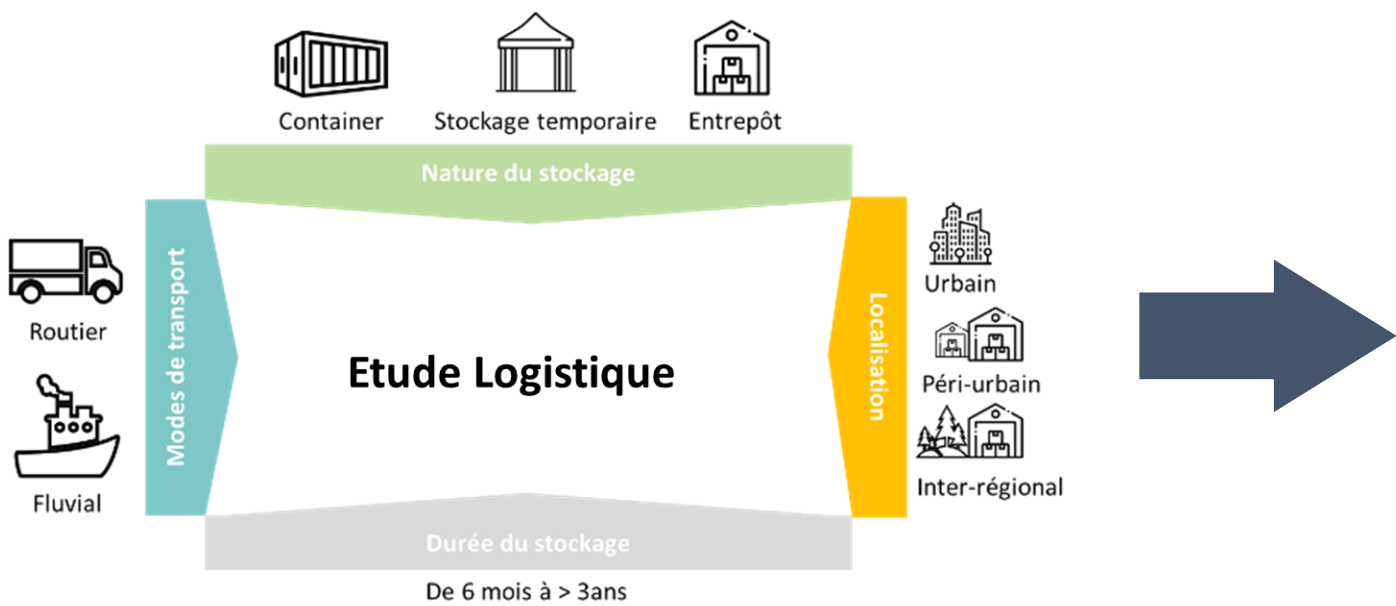 Container
Stockage temporaire
Entrepôt
Nature du stockage
Modes de transport
Routier
Fluvial
Etude Logistique
Localisation
Urbain
Péri-urbain
Inter-régional
Durée du stockage
De 6 mois à > 3ans